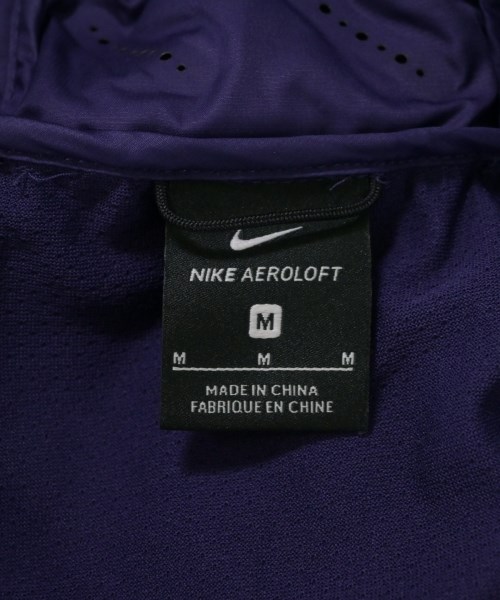 NIKE AEROLOFT
M
M M M
MADE IN CHINA
FABRIQUE EN CHINE